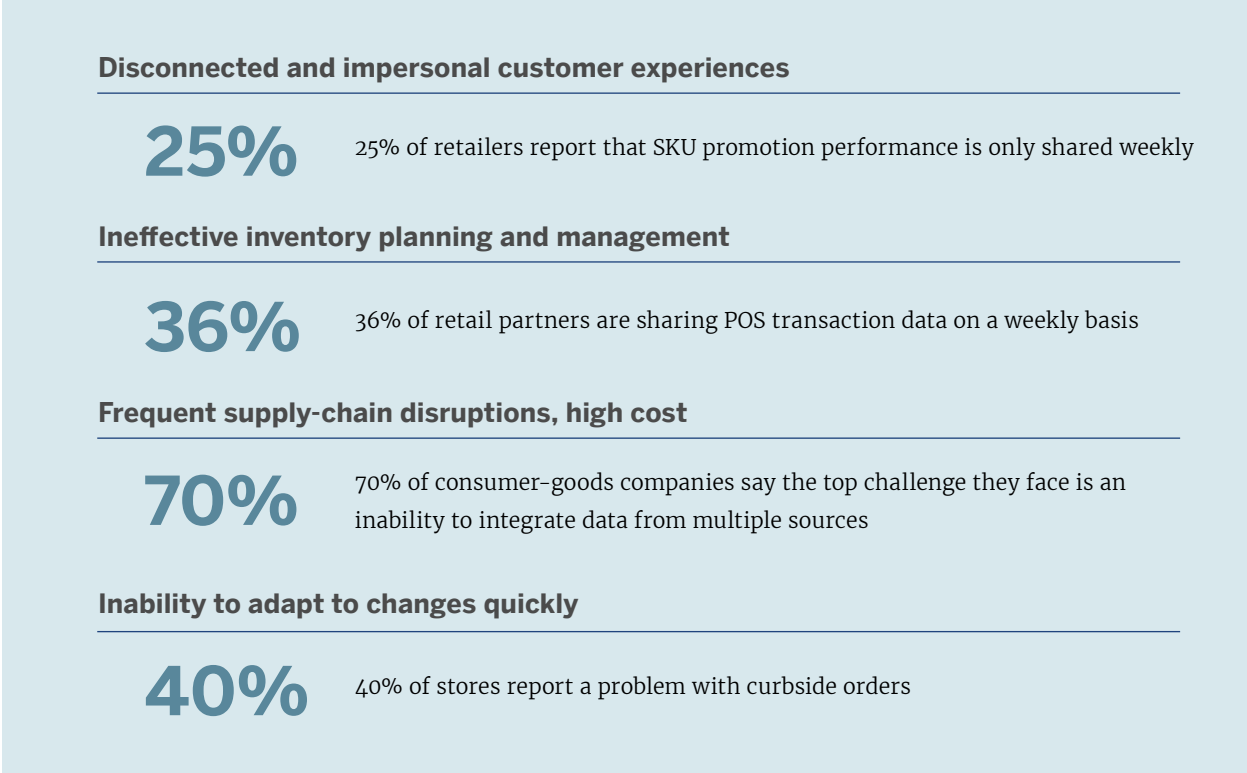 Disconnected and impersonal customer experiences
25%
25% of retailers report that SKU promotion performance is only shared weekly
Ineffective inventory planning and management
36%
36% of retail partners are sharing POS transaction data on a weekly basis
Frequent supply-chain disruptions, high cost
70%
70% of consumer-goods companies say the top challenge they face is an
inability to integrate data from multiple sources
Inability to adapt to changes quickly
40%
40% of stores report a problem with curbside orders